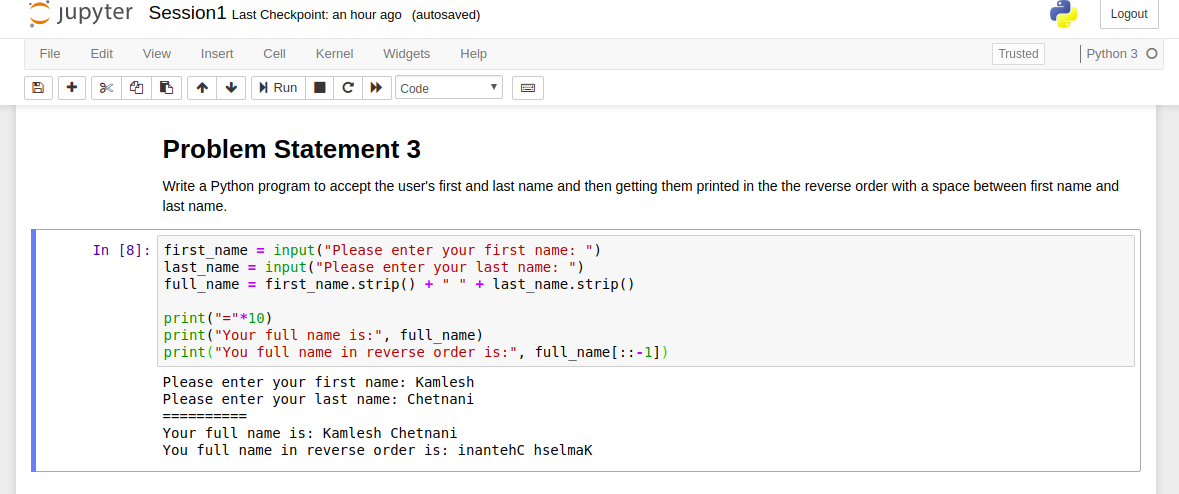 jupyter Session1 Last Checkpoint: an hour ago (autosaved) Logout
File Edit View Insert Cell Kernel Widgets Help Trusted Python 3
Run Code
Problem Statement 3
Write a Python program to accept the user's first and last name and then getting them printed in the the reverse order with a space between first name and
last name.
In [8]: first_name = input("Please enter your first name: ")
last_name = input("Please enter your last name: ")
full_name = first_name.strip() + " " + last_name.strip()
print("="*10)
print("Your full name is:", full_name)
print("You full name in reverse order is:", full_name[::-1])
Please enter your first name: Kamlesh
Please enter your last name: Chetnani
==========
Your full name is: Kamlesh Chetnani
You full name in reverse order is: inantehC hselmaK